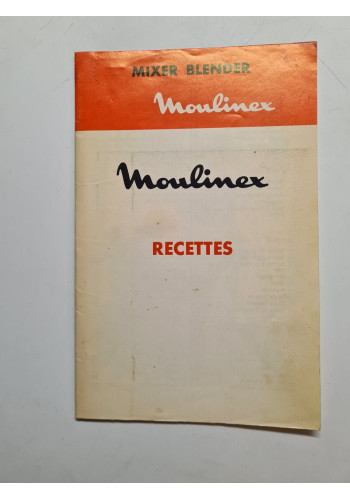 MIXER BLENDER
Moulinex
Moulinex
RECETTES